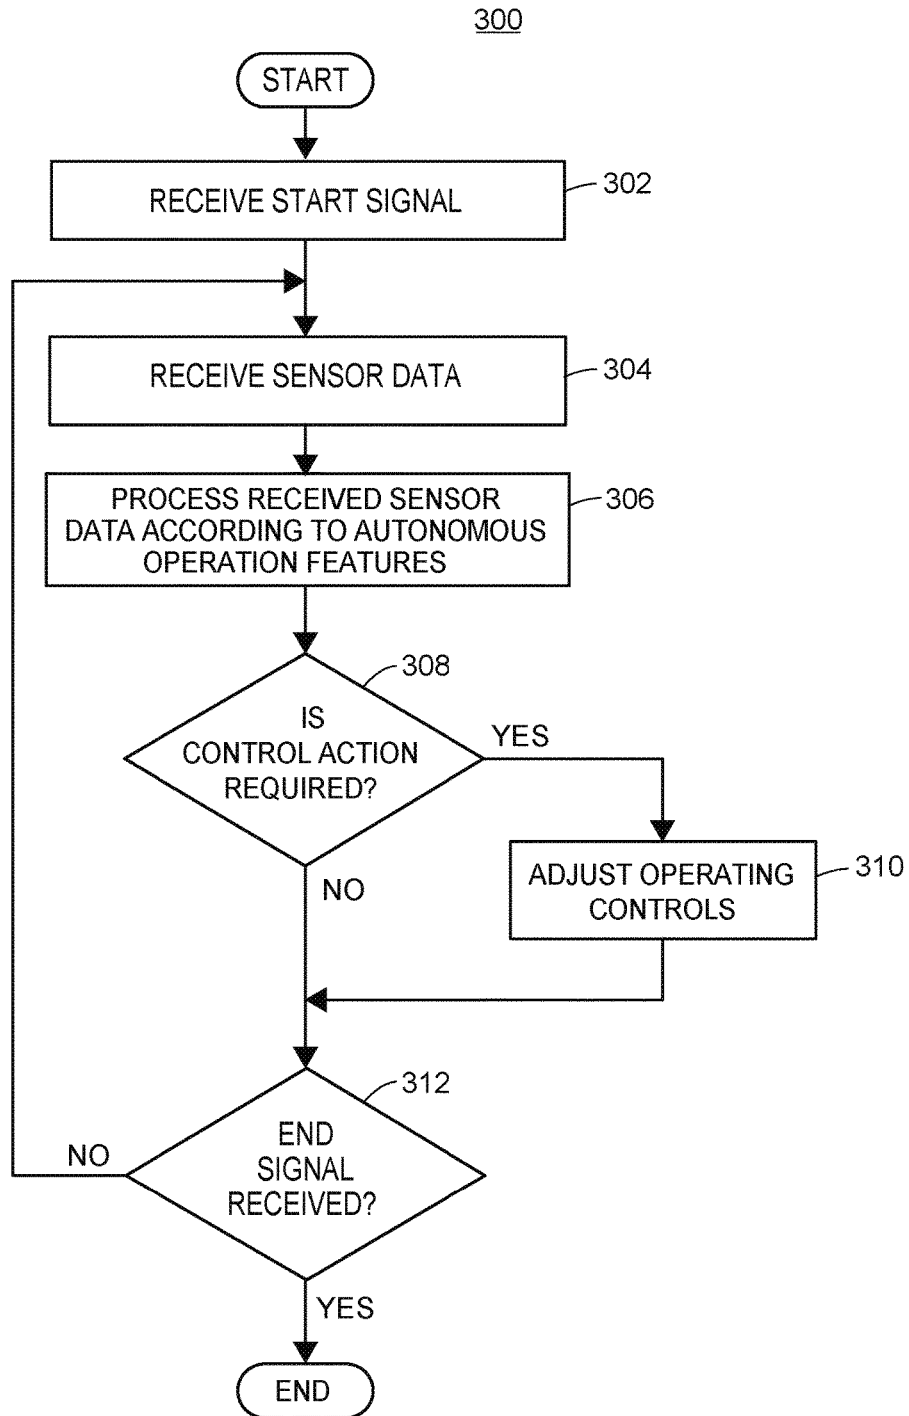 300
START
RECEIVE START SIGNAL
302
RECEIVE SENSOR DATA
304
PROCESS RECEIVED SENSOR
DATA ACCORDING TO AUTONOMOUS
OPERATION FEATURES
306
308
IS
CONTROL ACTION
REQUIRED?
YES
NO
ADJUST OPERATING
CONTROLS
310
312
END
SIGNAL
RECEIVED?
NO
YES
END